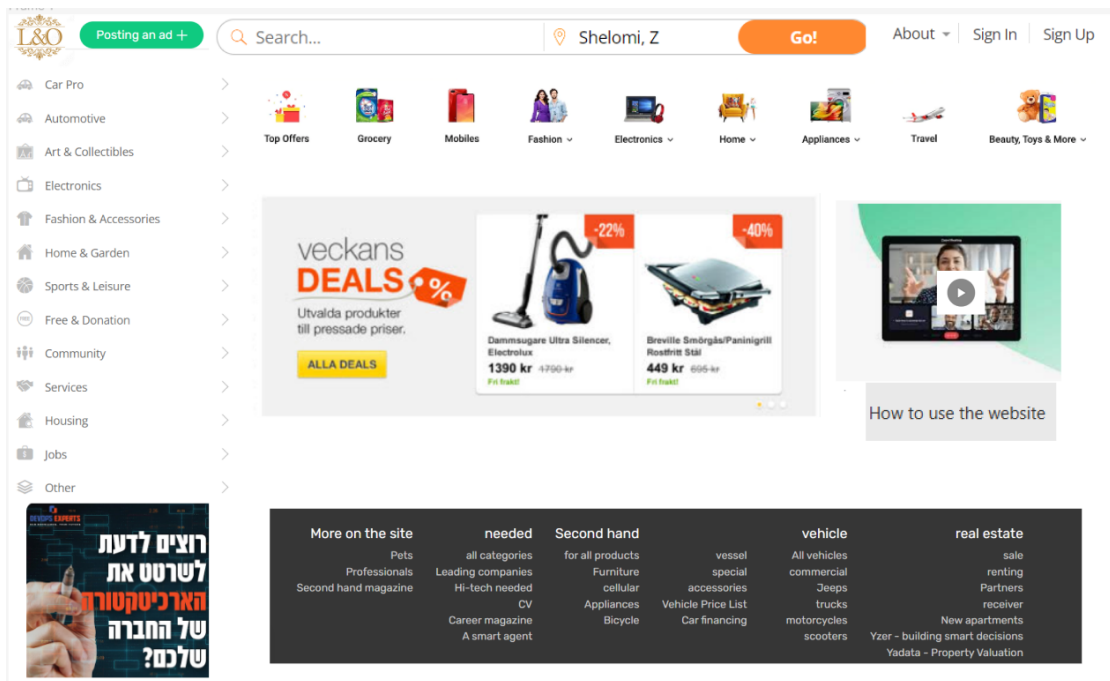 L&O
Posting an ad +
Search...
Shelomi, Z
Go!
About
Sign In
Sign Up
Car Pro
Automotive
Art & Collectibles
Electronics
Fashion & Accessories
Home & Garden
Sports & Leisure
Free & Donation
Community
Services
Housing
Jobs
Other
Top Offers
Grocery
Mobiles
Fashion
Electronics
Home
Appliances
Travel
Beauty, Toys & More
veckans
DEALS %
Utvalda produkter
till pressade priser.
ALLA DEALS
-22%
Dammsugare Ultra Silencer,
Electrolux
1390 kr 1790 kr
Fri frakt!
-40%
Breville Smörgås/Paninigrill
Rostfritt Stål
449 kr 695 kr
Fri frakt!
How to use the website
DEVOPS EXPERTS
רוצים לדעת
לשרטט את
הארכיטקטורה
של החברה
שלכם?
More on the site
Pets
Professionals
Second hand magazine
needed
all categories
Leading companies
Hi-tech needed
CV
Career magazine
A smart agent
Second hand
for all products
Furniture
cellular
Appliances
Bicycle
vessel
special
accessories
Vehicle Price List
Car financing
vehicle
All vehicles
commercial
Jeeps
trucks
motorcycles
scooters
real estate
sale
renting
Partners
receiver
New apartments
Yzer - building smart decisions
Yadata - Property Valuation